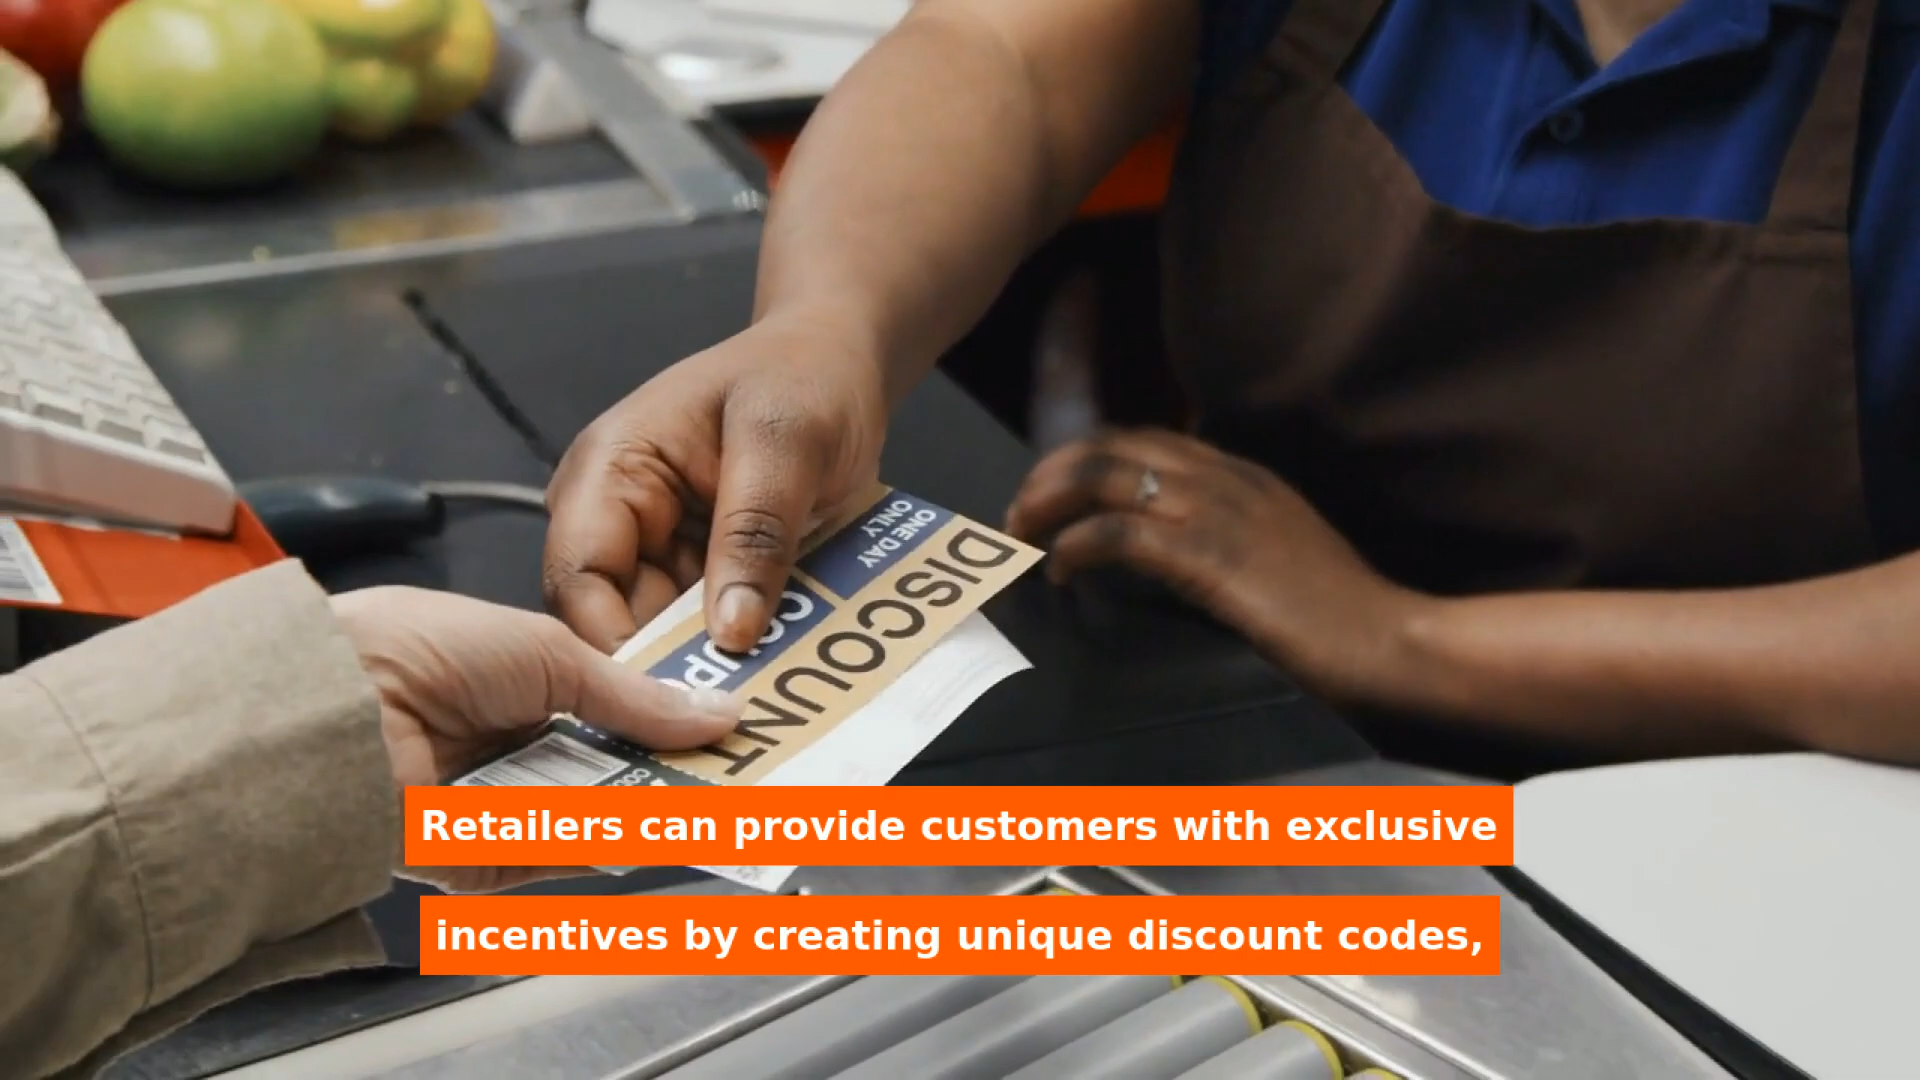 ONE DAY
ONLY
DISCOUNT
Retailers can provide customers with exclusive
incentives by creating unique discount codes,